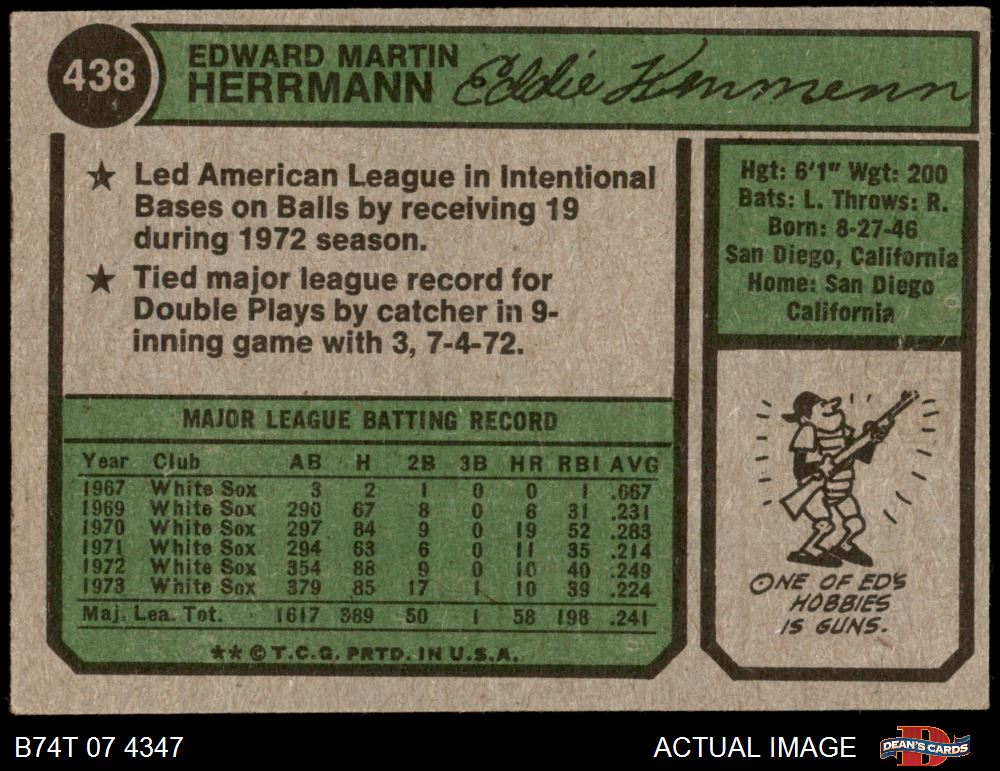 438
EDWARD MARTIN
HERRMANN
Eddie Herrmann
★ Led American League in Intentional
Bases on Balls by receiving 19
during 1972 season.
★ Tied major league record for
Double Plays by catcher in 9-
inning game with 3, 7-4-72.
Hgt: 6'1" Wgt: 200
Bats: L. Throws: R.
Born: 8-27-46
San Diego, California
Home: San Diego
California
MAJOR LEAGUE BATTING RECORD
Year Club AB H 2B 3B HR RBI AVG
1967 White Sox 3 2 1 0 0 1 .667
1969 White Sox 290 67 8 0 8 31 .231
1970 White Sox 297 84 9 0 19 52 .283
1971 White Sox 294 63 6 0 11 35 .214
1972 White Sox 354 88 9 0 10 40 .249
1973 White Sox 379 85 17 1 10 39 .224
Maj. Lea. Tot. 1617 389 50 1 58 198 .241
★★ © T.C.G. PRTD. IN U.S.A.
ONE OF ED'S
HOBBIES
IS GUNS.
B74T 07 4347
ACTUAL IMAGE
DEAN'S CARDS